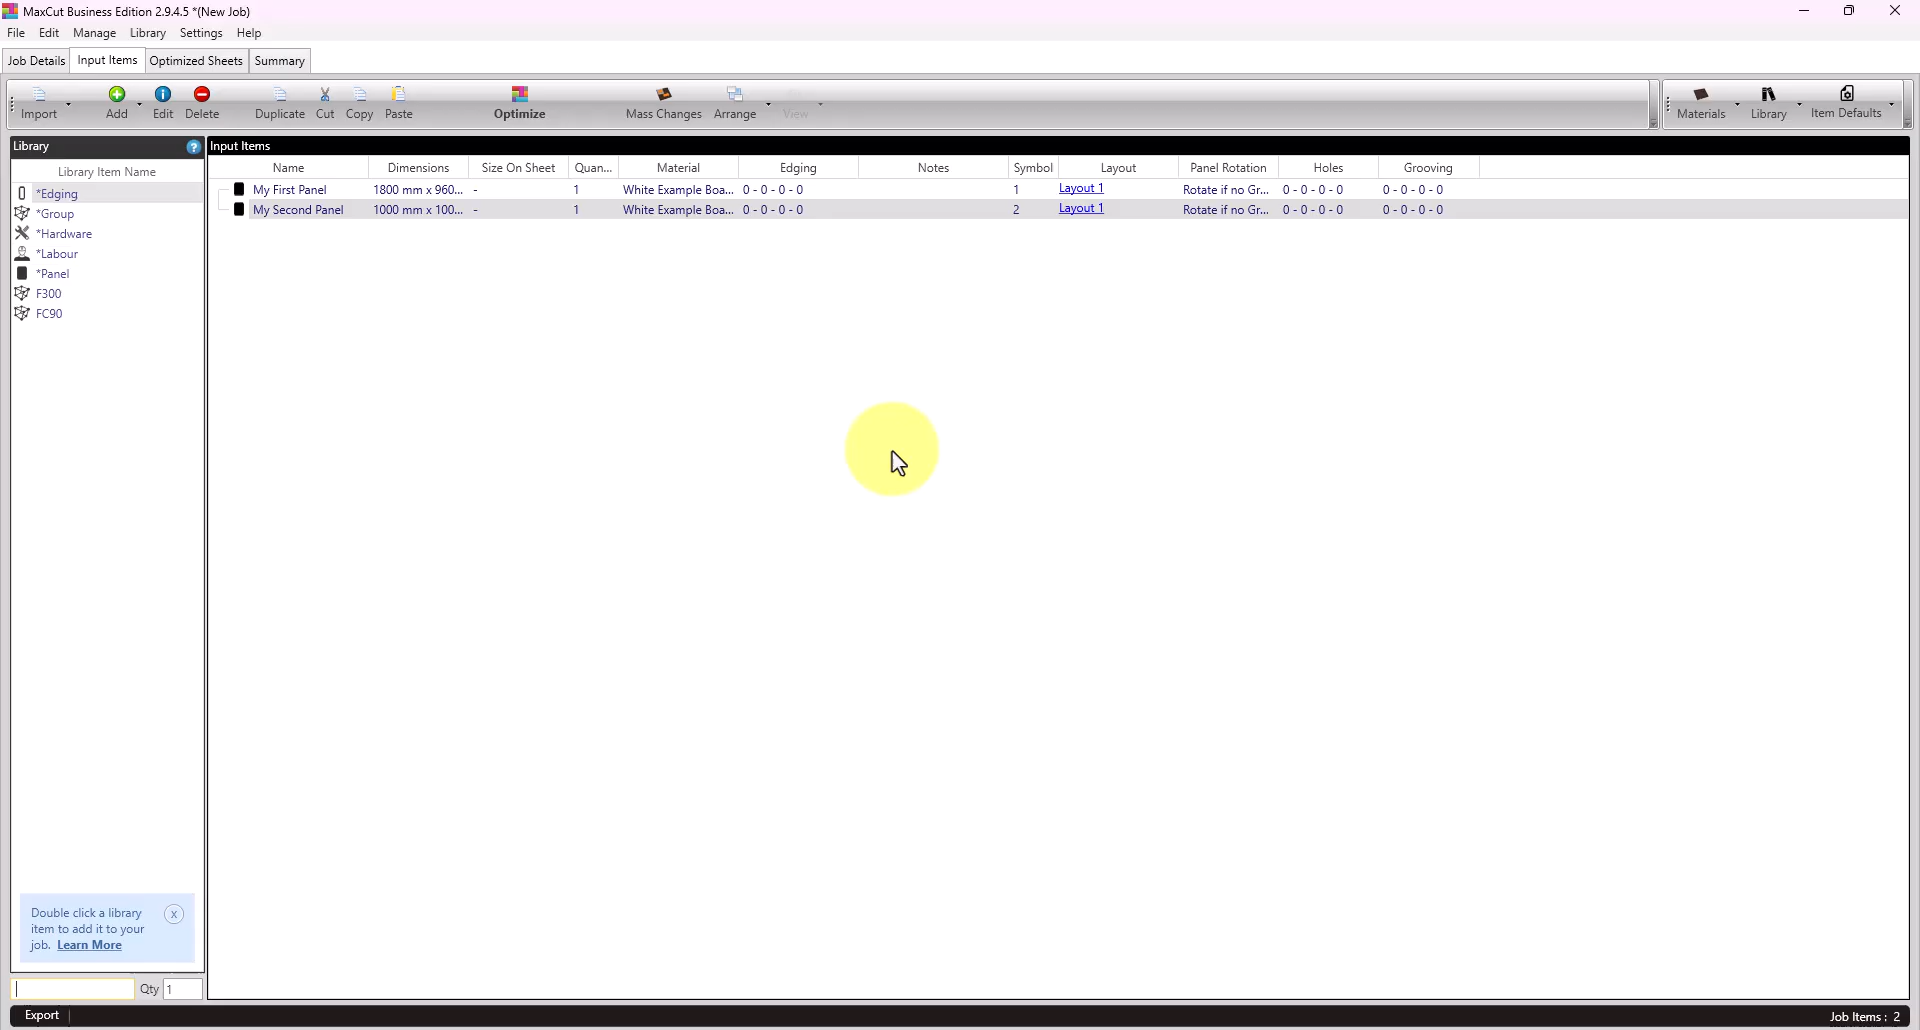 MaxCut Business Edition 2.9.4.5 *(New Job)
File Edit Manage Library Settings Help
Job Details Input Items Optimized Sheets Summary
Import Add Edit Delete Duplicate Cut Copy Paste Optimize Mass Changes Arrange View Materials Library Item Defaults
Library ? Input Items
Library Item Name
Name Dimensions Size On Sheet Quan... Material Edging Notes Symbol Layout Panel Rotation Holes Grooving
My First Panel 1800 mm x 960... - 1 White Example Boa... 0 - 0 - 0 - 0 1 Layout 1 Rotate if no Gr... 0 - 0 - 0 - 0 0 - 0 - 0 - 0
My Second Panel 1000 mm x 100... - 1 White Example Boa... 0 - 0 - 0 - 0 2 Layout 1 Rotate if no Gr... 0 - 0 - 0 - 0 0 - 0 - 0 - 0
*Edging
*Group
*Hardware
*Labour
*Panel
F300
FC90
Double click a library
item to add it to your
job. Learn More
x
Qty 1
Export
Job Items : 2